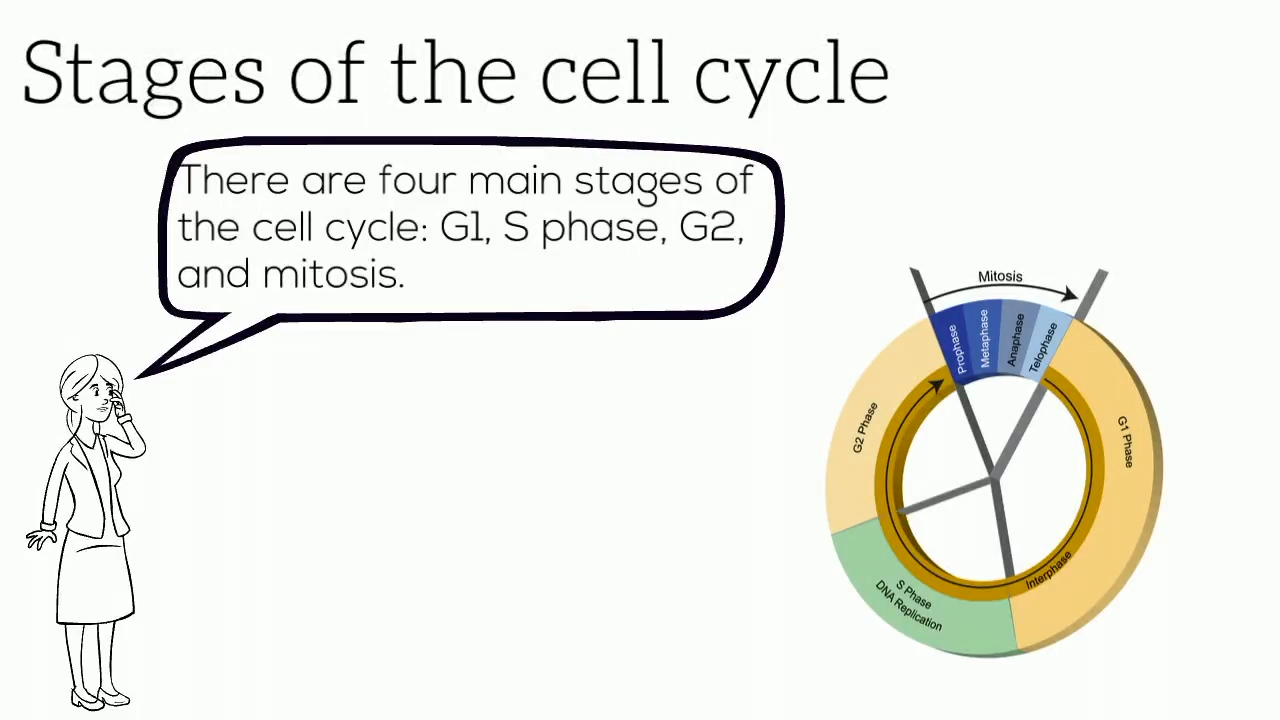 Stages of the cell cycle
There are four main stages of
the cell cycle: G1, S phase, G2,
and mitosis.
Mitosis
Prophase
Metaphase
Anaphase
Telophase
G2 Phase
G1 Phase
Interphase
S Phase
DNA Replication